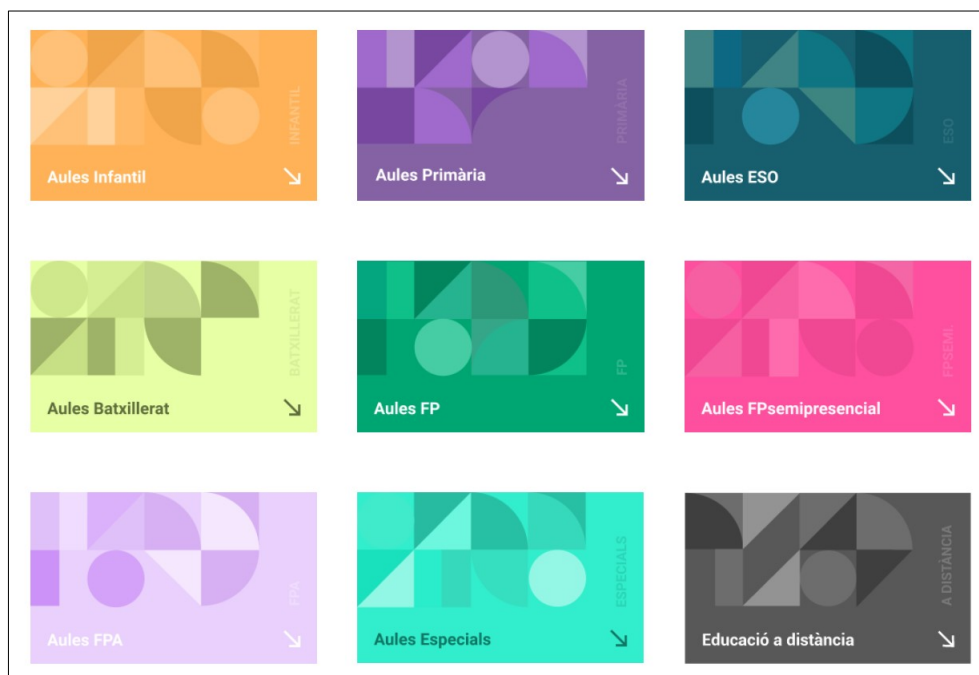 INFANTIL
Aules Infantil
PRIMÀRIA
Aules Primària
ESO
Aules ESO
BATXILLERAT
Aules Batxillerat
FP
Aules FP
FPSEMI.
Aules FPsemipresencial
FPA
Aules FPA
ESPECIALS
Aules Especials
A DISTÀNCIA
Educació a distància